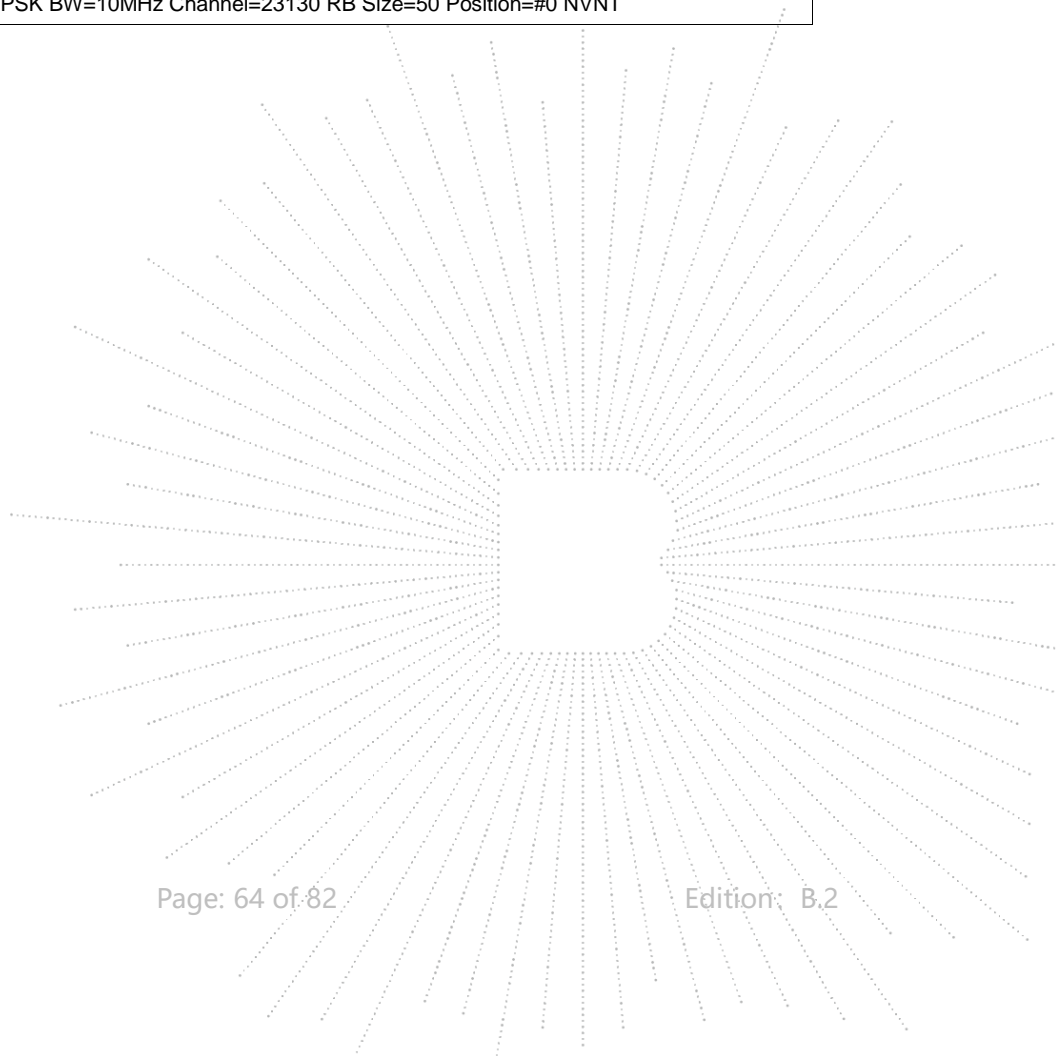 PSK BW=10MHz Channel=23130 RB Size=50 Position=#0 NVNT
Page: 64 of 82 Edition: B.2